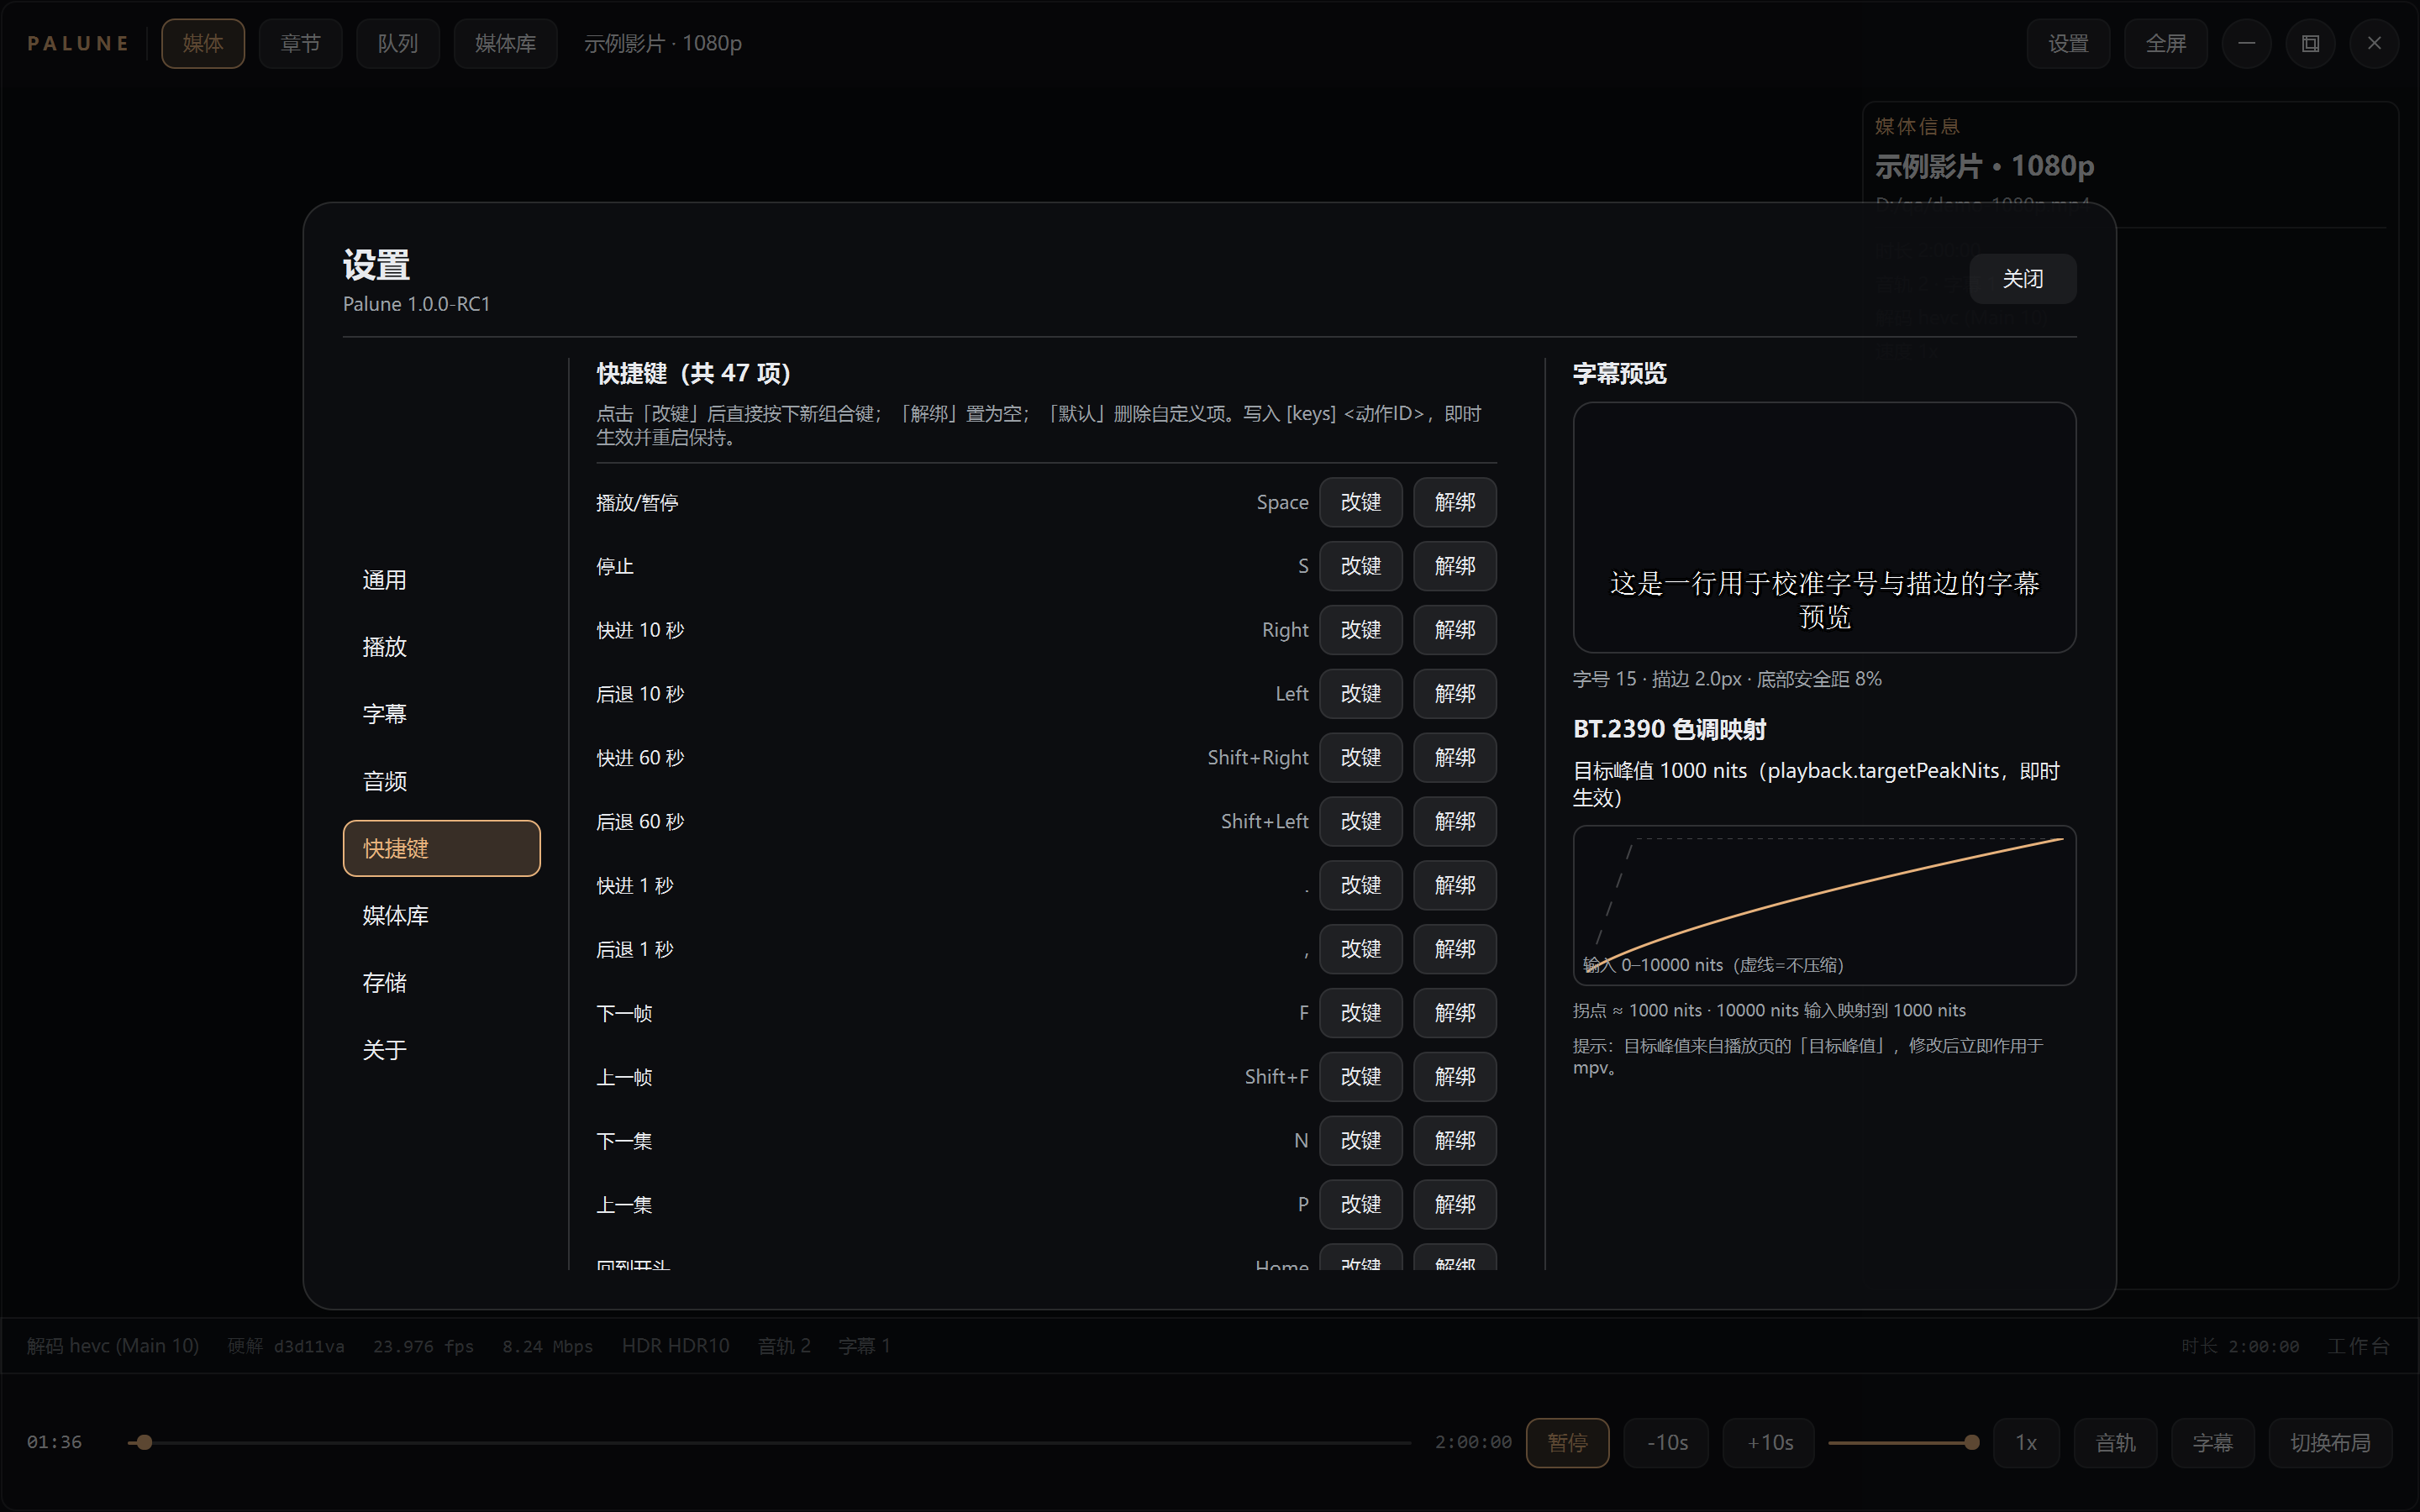 PALUNE
媒体
章节
队列
媒体库
示例影片 · 1080p
设置
全屏
媒体信息
示例影片 • 1080p
设置
Palune 1.0.0-RC1
关闭
通用
播放
字幕
音频
快捷键
媒体库
存储
关于
快捷键（共 47 项）
点击「改键」后直接按下新组合键；「解绑」置为空；「默认」删除自定义项。写入 [keys] <动作ID>，即时
生效并重启保持。
播放/暂停 Space 改键 解绑
停止 S 改键 解绑
快进 10 秒 Right 改键 解绑
后退 10 秒 Left 改键 解绑
快进 60 秒 Shift+Right 改键 解绑
后退 60 秒 Shift+Left 改键 解绑
快进 1 秒 . 改键 解绑
后退 1 秒 , 改键 解绑
下一帧 F 改键 解绑
上一帧 Shift+F 改键 解绑
下一集 N 改键 解绑
上一集 P 改键 解绑
回到开头 Home 改键 解绑
字幕预览
这是一行用于校准字号与描边的字幕
预览
字号 15 · 描边 2.0px · 底部安全距 8%
BT.2390 色调映射
目标峰值 1000 nits（playback.targetPeakNits，即时
生效）
输入 0–10000 nits（虚线=不压缩）
拐点 ≈ 1000 nits · 10000 nits 输入映射到 1000 nits
提示：目标峰值来自播放页的「目标峰值」，修改后立即作用于
mpv。
解码 hevc (Main 10)
硬解 d3d11va
23.976 fps
8.24 Mbps
HDR HDR10
音轨 2
字幕 1
时长 2:00:00
工作台
01:36
2:00:00
暂停
-10s
+10s
1x
音轨
字幕
切换布局